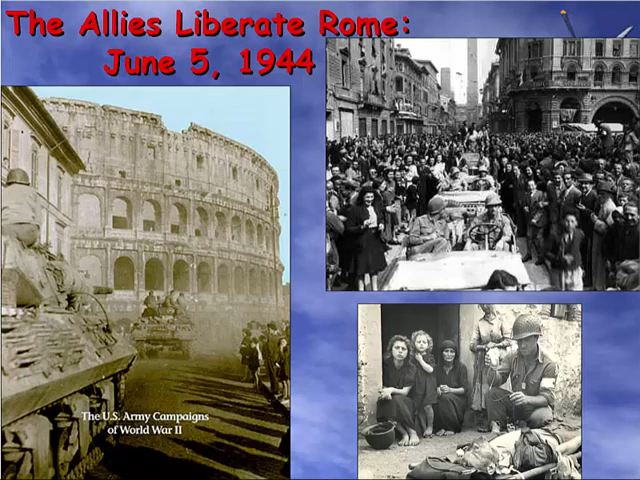 The Allies Liberate Rome:
June 5, 1944
The U.S. Army Campaigns
of World War II